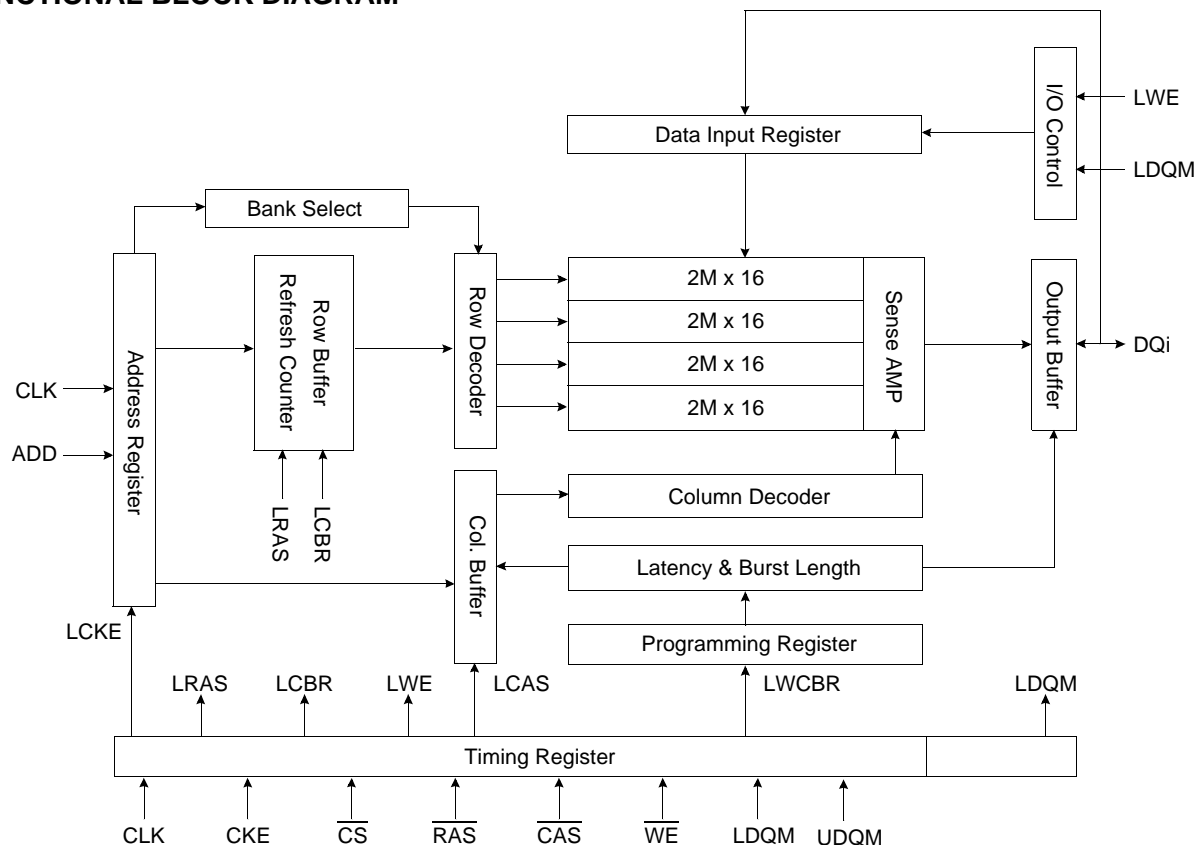 NCTIONAL BLOCK DIAGRAM
I/O Control
LWE
LDQM
Data Input Register
Bank Select
Address Register
CLK
ADD
Row Buffer
Refresh Counter
LRAS
LCBR
Row Decoder
2M x 16
2M x 16
2M x 16
2M x 16
Sense AMP
Output Buffer
DQi
Col. Buffer
Column Decoder
Latency & Burst Length
Programming Register
LCKE
LRAS
LCBR
LWE
LCAS
LWCBR
LDQM
Timing Register
CLK
CKE
CS
RAS
CAS
WE
LDQM
UDQM